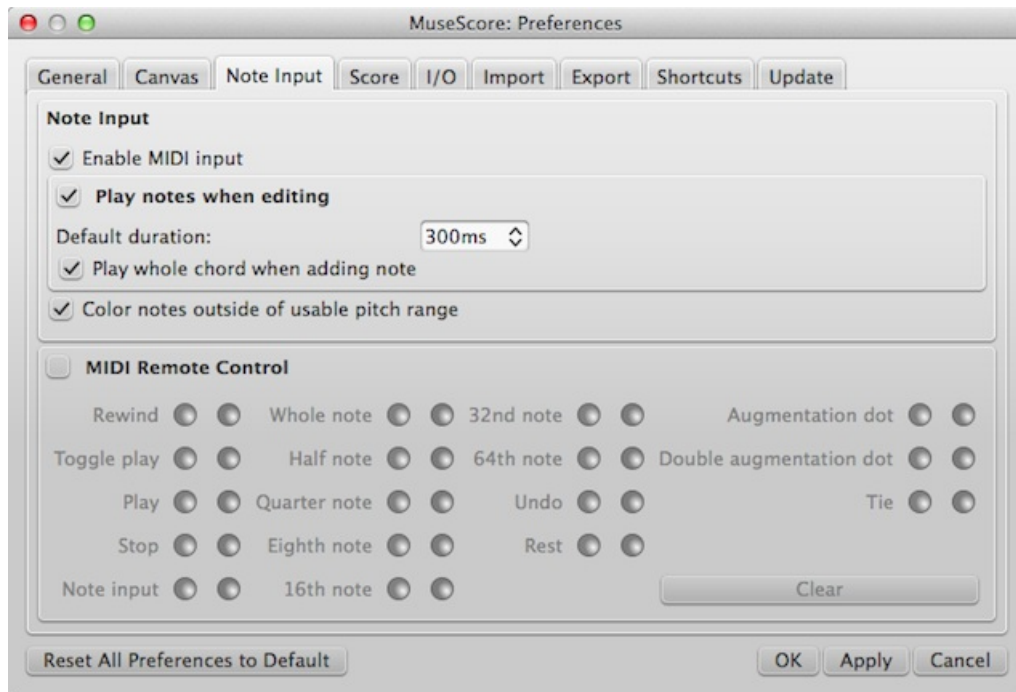 MuseScore: Preferences
General Canvas Note Input Score I/O Import Export Shortcuts Update
Note Input
Enable MIDI input
Play notes when editing
Default duration: 300ms
Play whole chord when adding note
Color notes outside of usable pitch range
MIDI Remote Control
Rewind Whole note 32nd note Augmentation dot
Toggle play Half note 64th note Double augmentation dot
Play Quarter note Undo Tie
Stop Eighth note Rest
Note input 16th note Clear
Reset All Preferences to Default OK Apply Cancel